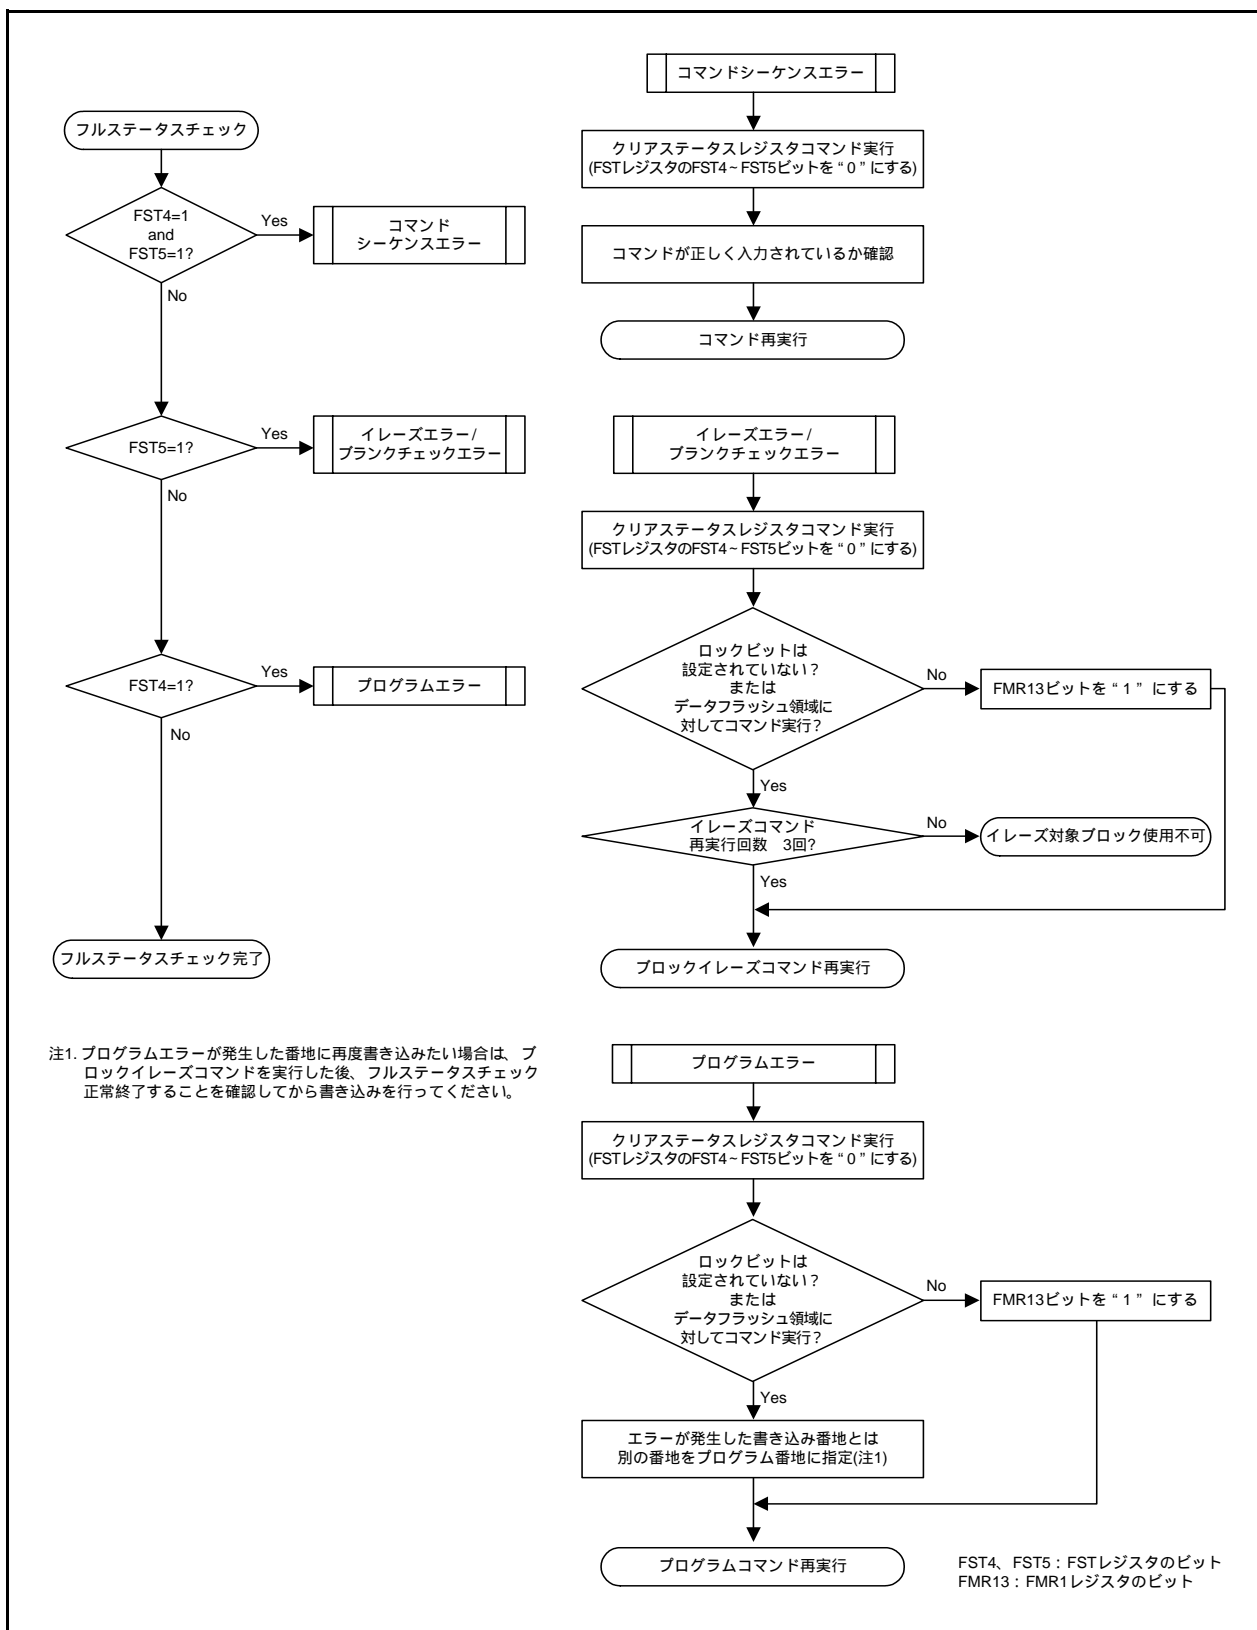 フルステータスチェック
FST4=1
and
FST5=1?
Yes
コマンド
シーケンスエラー
No
FST5=1?
Yes
イレーズエラー/
ブランクチェックエラー
No
FST4=1?
Yes
プログラムエラー
No
フルステータスチェック完了
注1. プログラムエラーが発生した番地に再度書き込みたい場合は、ブ
ロックイレーズコマンドを実行した後、フルステータスチェック
正常終了することを確認してから書き込みを行ってください。
コマンドシーケンスエラー
クリアステータスレジスタコマンド実行
(FSTレジスタのFST4~FST5ビットを“0”にする)
コマンドが正しく入力されているか確認
コマンド再実行
イレーズエラー/
ブランクチェックエラー
クリアステータスレジスタコマンド実行
(FSTレジスタのFST4~FST5ビットを“0”にする)
ロックビットは
設定されていない?
または
データフラッシュ領域に
対してコマンド実行?
No
FMR13ビットを“1”にする
Yes
イレーズコマンド
再実行回数　3回?
No
イレーズ対象ブロック使用不可
Yes
ブロックイレーズコマンド再実行
プログラムエラー
クリアステータスレジスタコマンド実行
(FSTレジスタのFST4~FST5ビットを“0”にする)
ロックビットは
設定されていない?
または
データフラッシュ領域に
対してコマンド実行?
No
FMR13ビットを“1”にする
Yes
エラーが発生した書き込み番地とは
別の番地をプログラム番地に指定(注1)
プログラムコマンド再実行
FST4、FST5:FSTレジスタのビット
FMR13:FMR1レジスタのビット